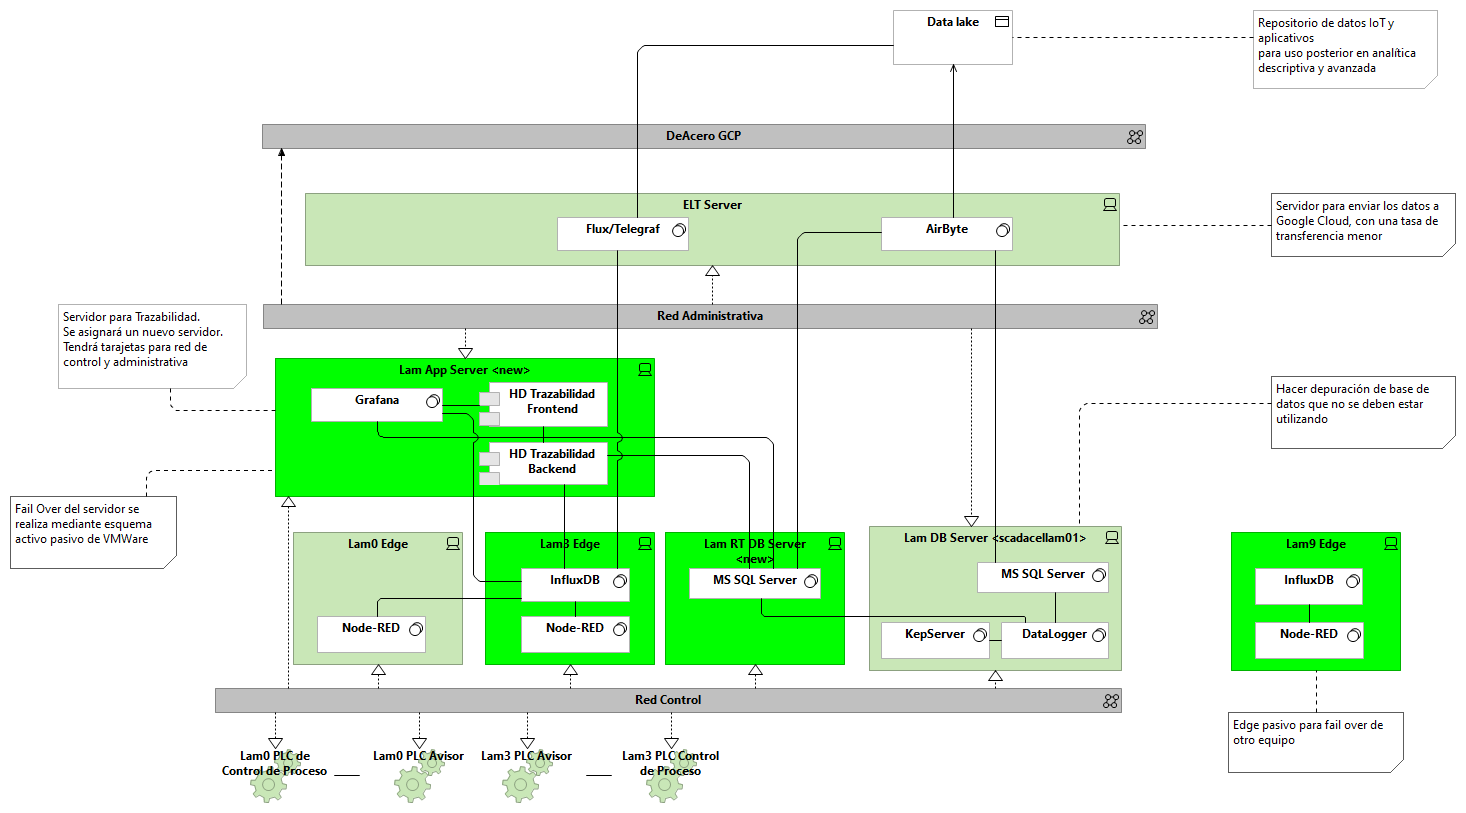 Data lake
Repositorio de datos IoT y
aplicativos
para uso posterior en analítica
descriptiva y avanzada
DeAcero GCP
ELT Server
Flux/Telegraf
AirByte
Servidor para enviar los datos a
Google Cloud, con una tasa de
transferencia menor
Red Administrativa
Servidor para Trazabilidad.
Se asignará un nuevo servidor.
Tendrá tarajetas para red de
control y administrativa
Lam App Server <new>
Grafana
HD Trazabilidad
Frontend
HD Trazabilidad
Backend
Hacer depuración de base de
datos que no se deben estar
utilizando
Fail Over del servidor se
realiza mediante esquema
activo pasivo de VMWare
Lam0 Edge
Node-RED
Lam3 Edge
InfluxDB
Node-RED
Lam RT DB Server
<new>
MS SQL Server
Lam DB Server <scadacellam01>
MS SQL Server
KepServer
DataLogger
Lam9 Edge
InfluxDB
Node-RED
Red Control
Edge pasivo para fail over de
otro equipo
Lam0 PLC de
Control de Proceso
Lam0 PLC Avisor
Lam3 PLC Avisor
Lam3 PLC Control
de Proceso